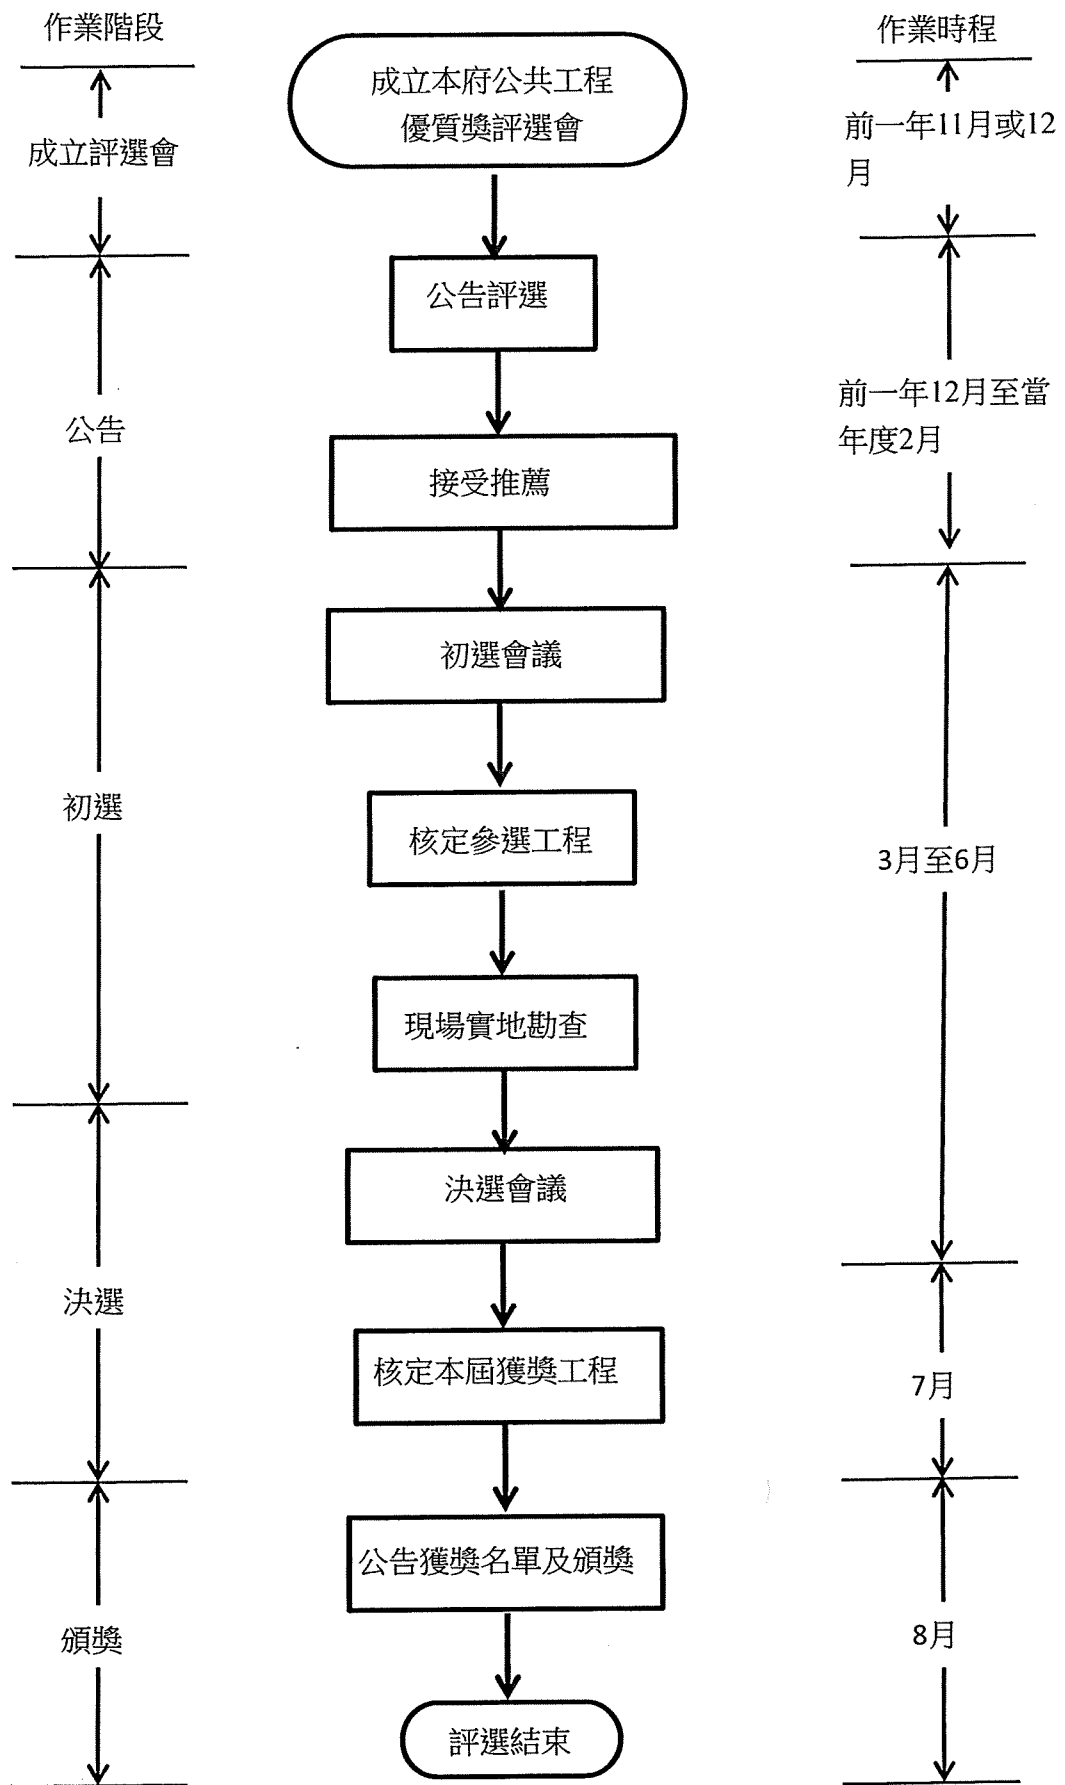 作業階段
作業時程
成立本府公共工程
優質獎評選會
成立評選會
前一年11月或12
月
公告評選
公告
前一年12月至當
年度2月
接受推薦
初選會議
初選
核定參選工程
3月至6月
現場實地勘查
決選會議
決選
核定本屆獲獎工程
7月
公告獲獎名單及頒獎
頒獎
8月
評選結束